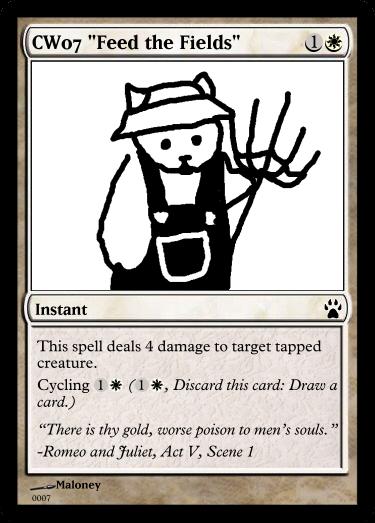 CW07 "Feed the Fields" 1
Instant
This spell deals 4 damage to target tapped
creature.
Cycling 1 (1, Discard this card: Draw a
card.)
“There is thy gold, worse poison to men’s souls.”
-Romeo and Juliet, Act V, Scene 1
Maloney
0007